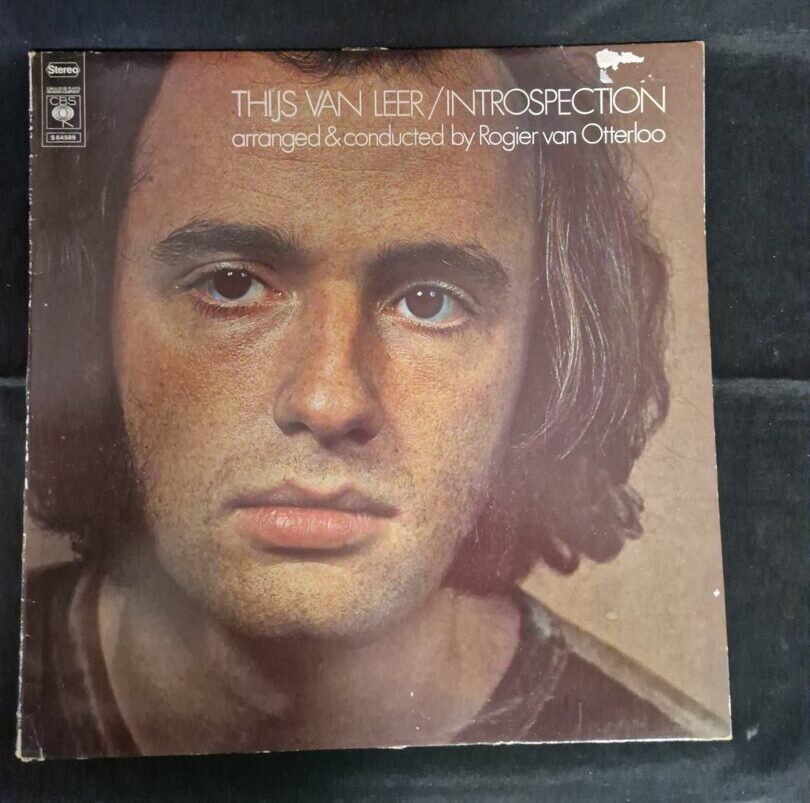 Stereo
CBS
S 64589
THIJS VAN LEER/INTROSPECTION
arranged & conducted by Rogier van Otterloo